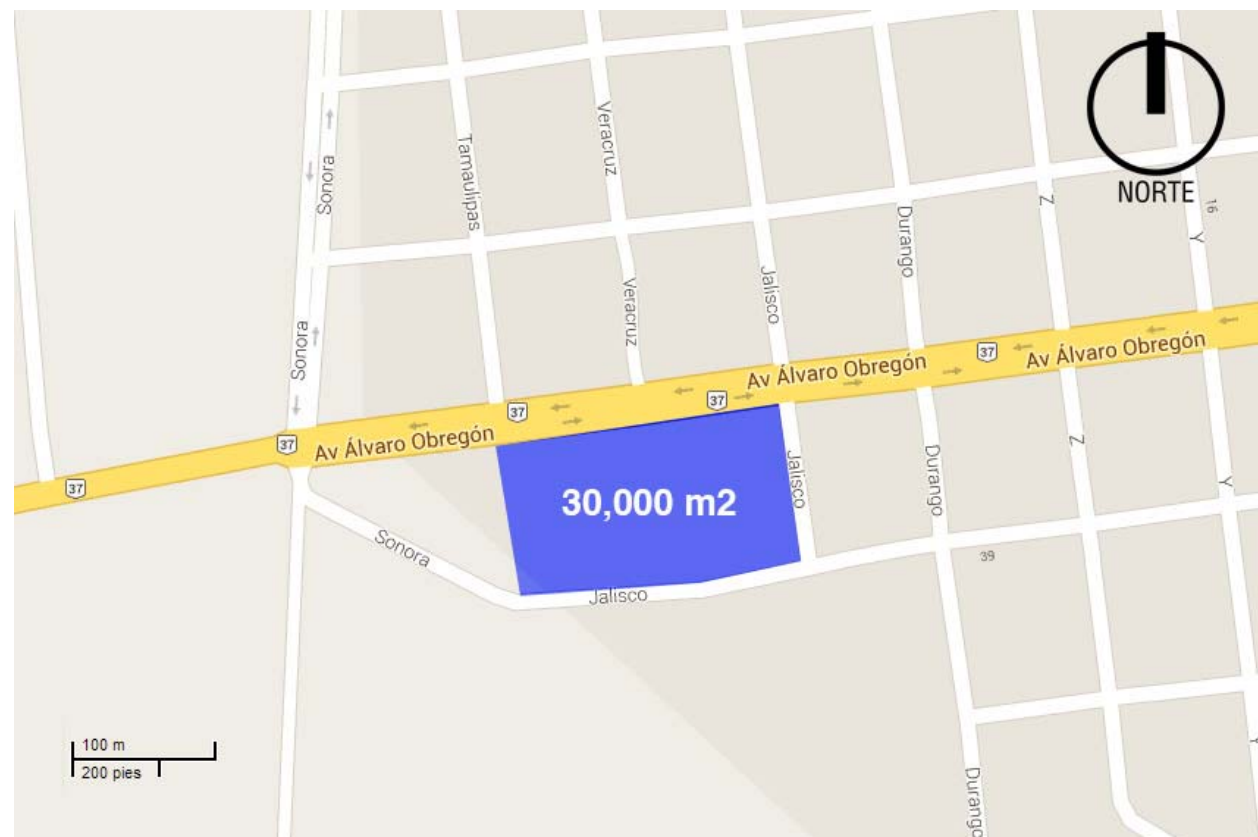 NORTE
Sonora
Sonora
Sonora
Tamaulipas
Veracruz
Veracruz
Jalisco
Durango
Z
16
Y
37
Av Álvaro Obregón
37
Av Álvaro Obregón
37
Av Álvaro Obregón
37
37
30,000 m2
Jalisco
Durango
Z
Y
Sonora
Jalisco
39
100 m
200 pies
Durango
Y